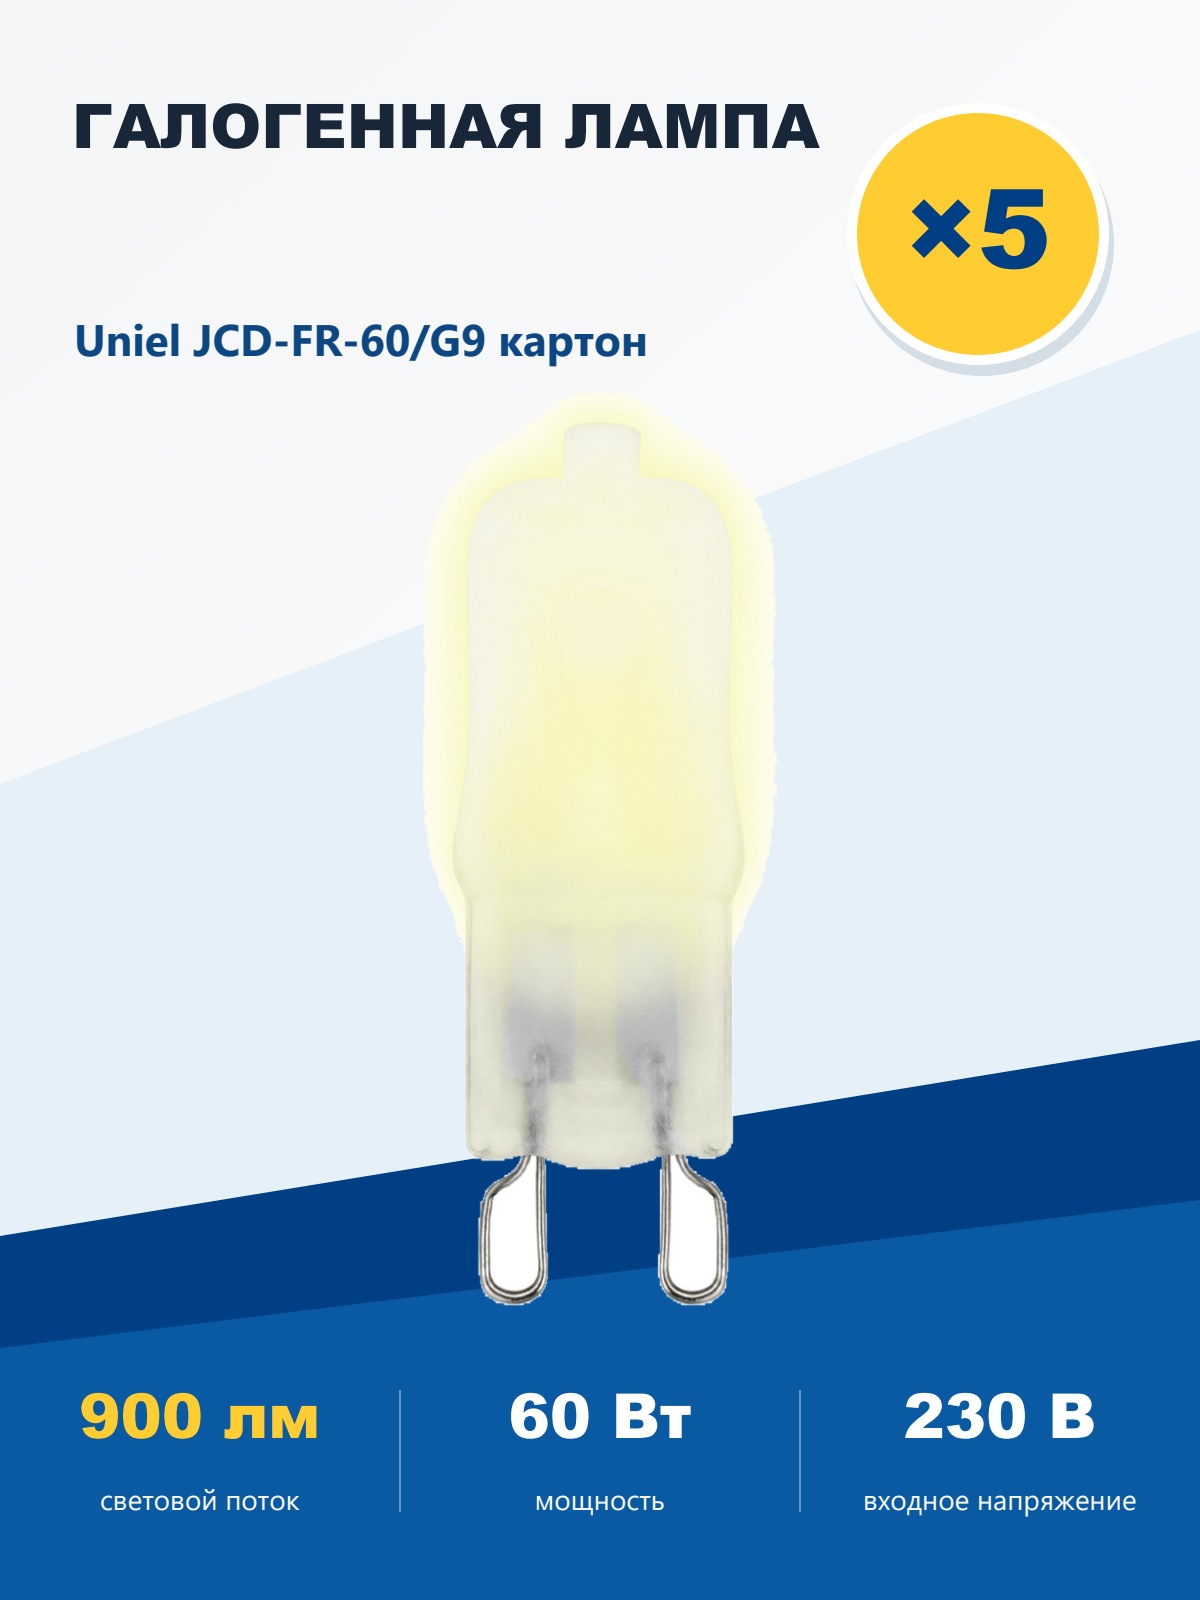 ГАЛОГЕННАЯ ЛАМПА
×5
Uniel JCD-FR-60/G9 картон
900 лм
60 Вт
230 В
световой поток
мощность
входное напряжение